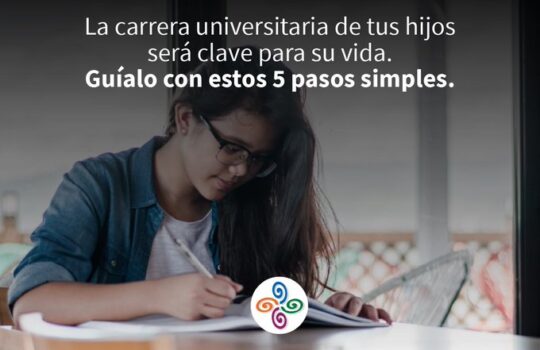 La carrera universitaria de tus hijos
será clave para su vida.
Guíalo con estos 5 pasos simples.